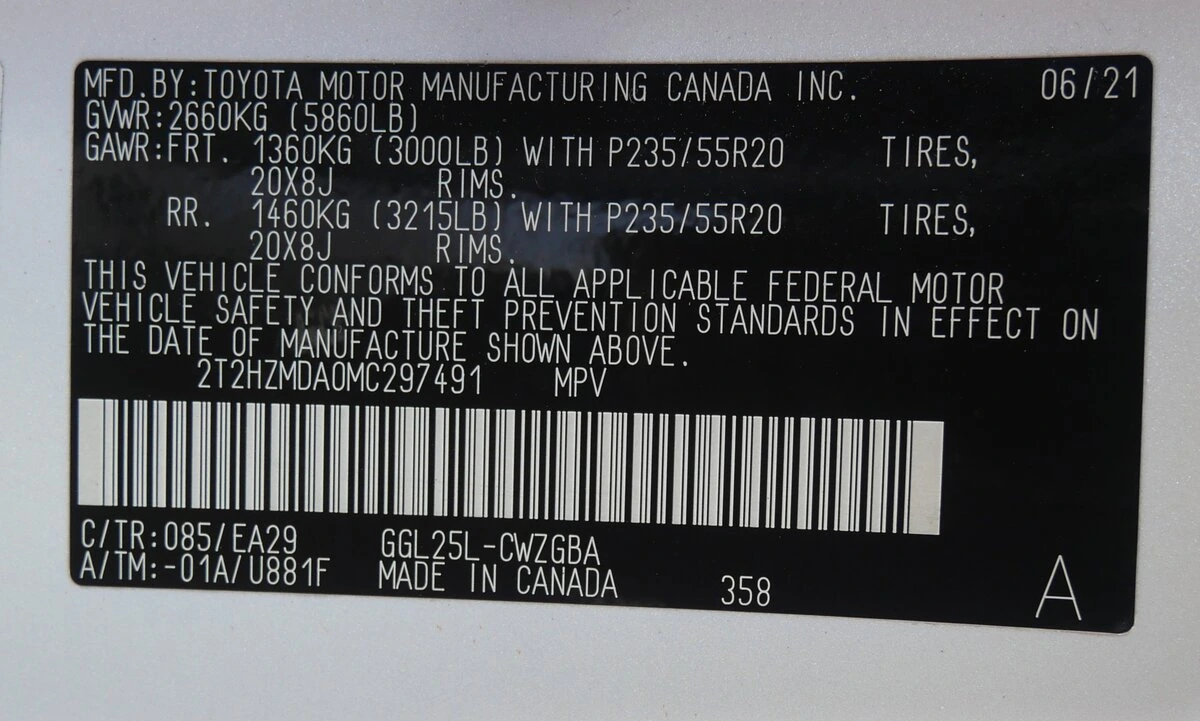 MFD.BY:TOYOTA MOTOR MANUFACTURING CANADA INC. 06/21
GVWR:2660KG (5860LB)
GAWR:FRT. 1360KG (3000LB) WITH P235/55R20 TIRES,
20X8J RIMS.
RR. 1460KG (3215LB) WITH P235/55R20 TIRES,
20X8J RIMS.
THIS VEHICLE CONFORMS TO ALL APPLICABLE FEDERAL MOTOR
VEHICLE SAFETY AND THEFT PREVENTION STANDARDS IN EFFECT ON
THE DATE OF MANUFACTURE SHOWN ABOVE.
2T2HZMDA0MC297491 MPV
C/TR:085/EA29 GGL25L-CWZGBA
A/TM:-01A/U881F MADE IN CANADA 358 A